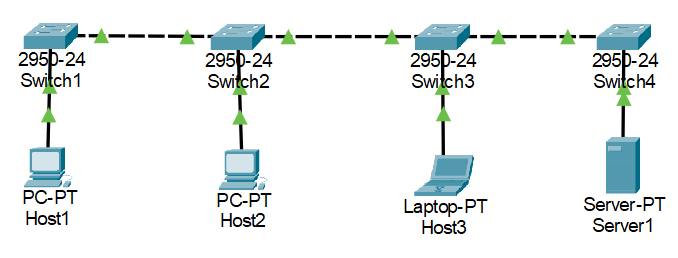 2950-24
Switch1
2950-24
Switch2
2950-24
Switch3
2950-24
Switch4
PC-PT
Host1
PC-PT
Host2
Laptop-PT
Host3
Server-PT
Server1